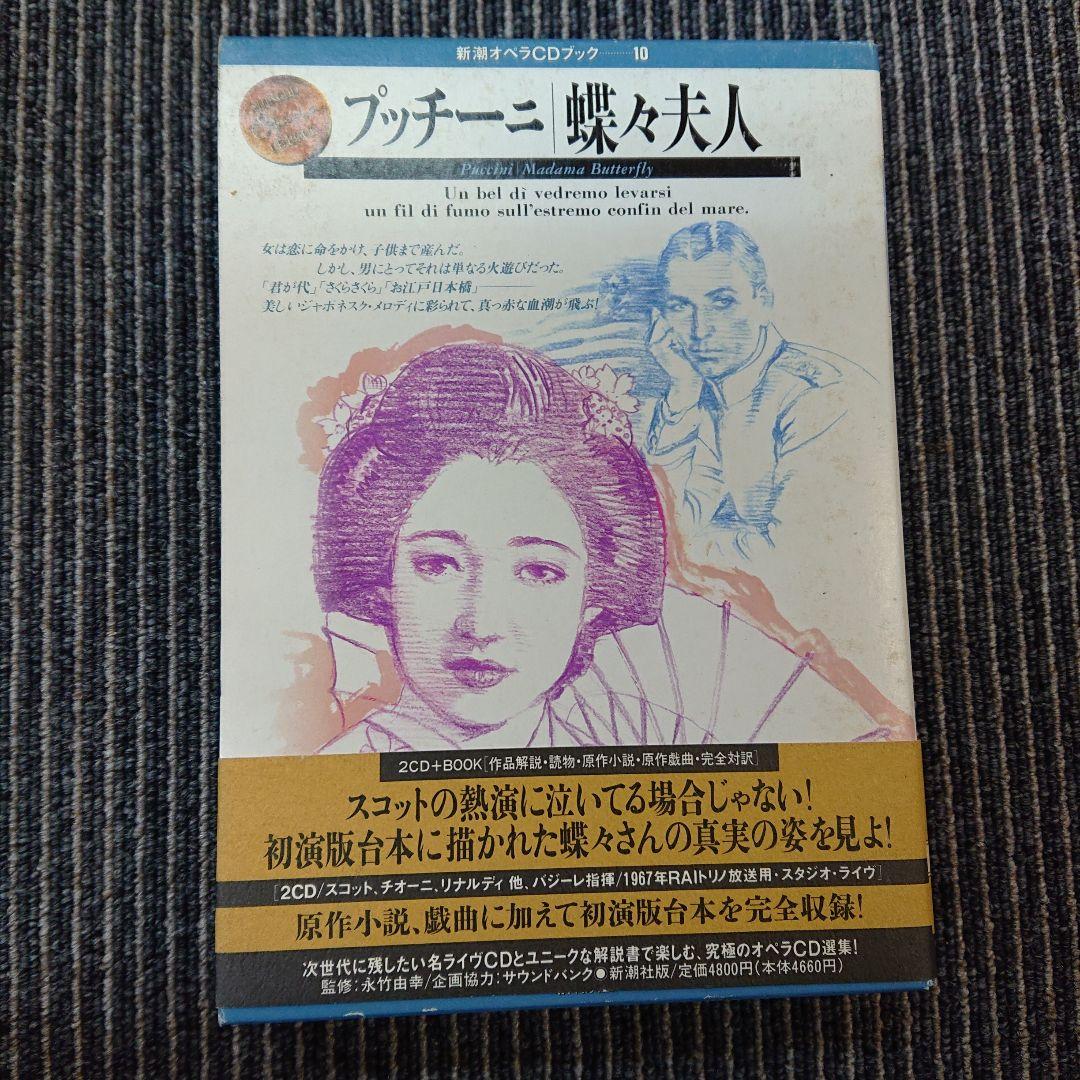 新潮オペラCDブック………10
プッチーニ|蝶々夫人
Puccini | Madama Butterfly
Un bel dì vedremo levarsi
un fil di fumo sull'estremo confin del mare.
女は恋に命をかけ、子供まで産んだ。
しかし、男にとってそれは単なる火遊びだった。
「君が代」「さくらさくら」「お江戸日本橋」———
美しいジャポネスク・メロディに彩られて、真っ赤な血潮が飛ぶ!
2CD+BOOK[作品解説・読物・原作小説・原作戯曲・完全対訳]
スコットの熱演に泣いてる場合じゃない!
初演版台本に描かれた蝶々さんの真実の姿を見よ!
[2CD/スコット、チオーニ、リナルディ 他、バジーレ指揮/1967年RAIトリノ放送用・スタジオ・ライヴ]
原作小説、戯曲に加えて初演版台本を完全収録!
次世代に残したい名ライヴCDとユニークな解説書で楽しむ、究極のオペラCD選集!
監修:永竹由幸/企画協力:サウンドバンク●新潮社版/定価4800円(本体4660円)